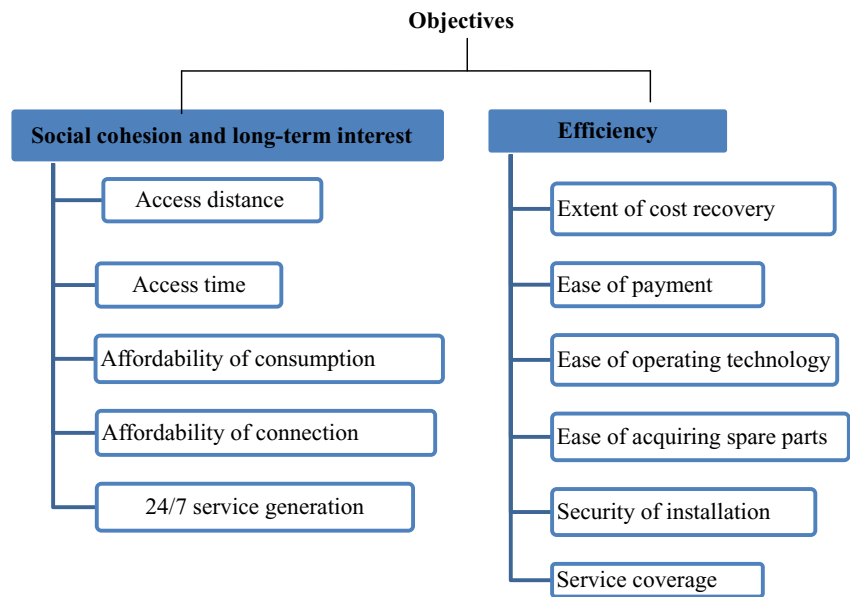 Objectives
Social cohesion and long-term interest
Access distance
Access time
Affordability of consumption
Affordability of connection
24/7 service generation
Efficiency
Extent of cost recovery
Ease of payment
Ease of operating technology
Ease of acquiring spare parts
Security of installation
Service coverage